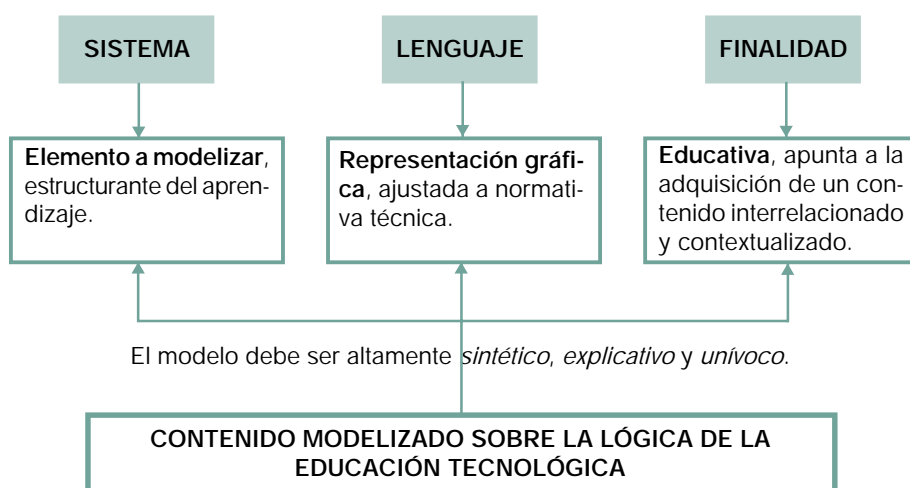 SISTEMA
LENGUAJE
FINALIDAD
Elemento a modelizar,
estructurante del apren-
dizaje.
Representación gráfi-
ca, ajustada a normati-
va técnica.
Educativa, apunta a la
adquisición de un con-
tenido interrelacionado
y contextualizado.
El modelo debe ser altamente sintético, explicativo y unívoco.
CONTENIDO MODELIZADO SOBRE LA LÓGICA DE LA
EDUCACIÓN TECNOLÓGICA